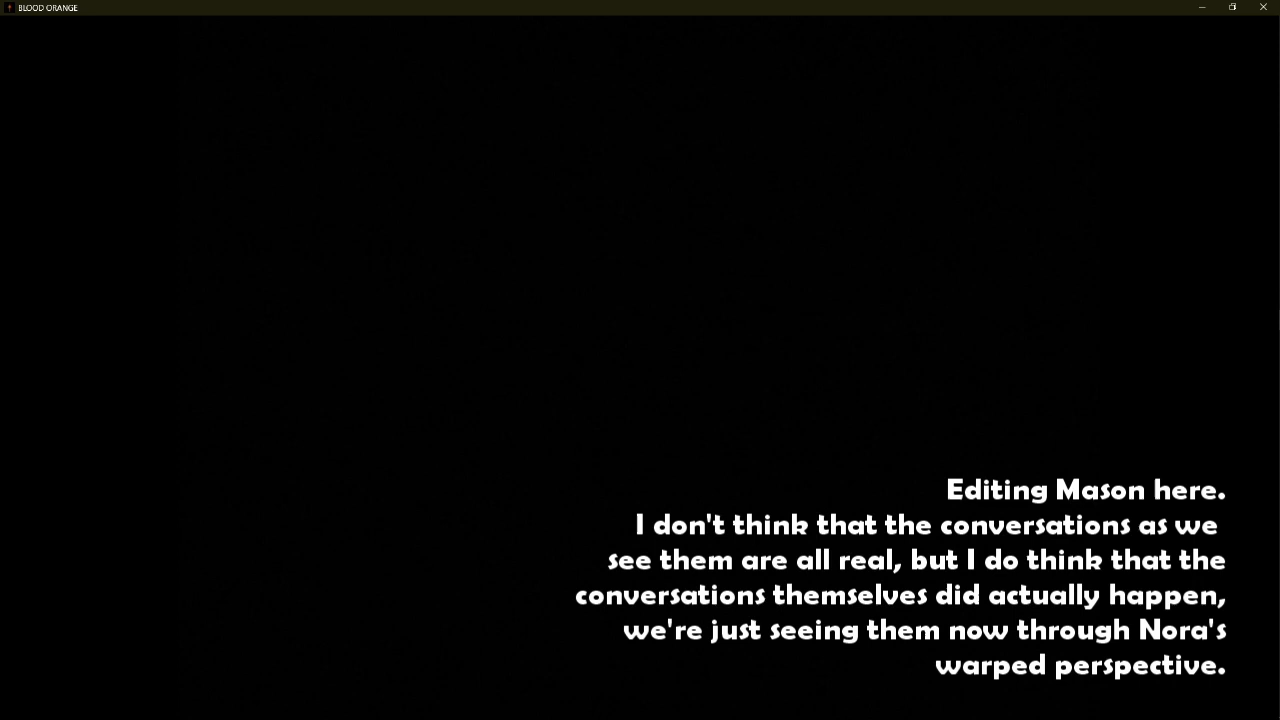 BLOOD ORANGE
Editing Mason here.
I don't think that the conversations as we
see them are all real, but I do think that the
conversations themselves did actually happen,
we're just seeing them now through Nora's
warped perspective.